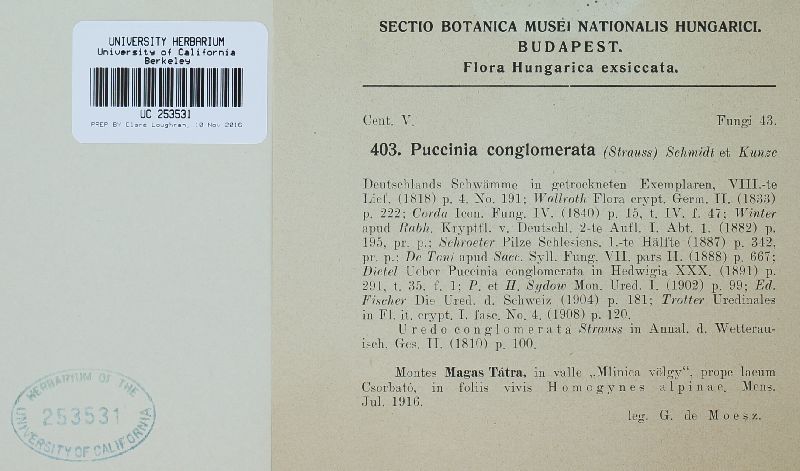 UNIVERSITY HERBARIUM
University of California
Berkeley
UC 253531
PREP BY Clare Loughran, 10 Nov 2016
HERBARIUM OF THE
253531
UNIVERSITY OF CALIFORNIA
SECTIO BOTANICA MUSEI NATIONALIS HUNGARICI.
BUDAPEST.
Flora Hungarica exsiccata.
Cent. V. Fungi 43.
403. Puccinia conglomerata (Strauss) Schmidt et Kunze
Deutschlands Schwämme in getrockneten Exemplaren, VIII.-te
Lief. (1818) p. 4, No. 191; Wallroth Flora crypt. Germ. II. (1833)
p. 222; Corda Icon. Fung. IV. (1840) p. 15, t. IV. f. 47; Winter
apud Rabh. Kryptfl. v. Deutschl. 2-te Aufl. I. Abt. 1. (1882) p.
195, pr. p.; Schroeter Pilze Schlesiens, 1.-te Hälfte (1887) p. 342,
pr. p.; De Toni apud Sacc. Syll. Fung. VII. pars II. (1888) p. 667;
Dietel Ueber Puccinia conglomerata in Hedwigia XXX. (1891) p.
291, t. 35, f. 1; P. et H. Sydow Mon. Ured. I. (1902) p. 99; Ed.
Fischer Die Ured. d. Schweiz (1904) p. 181; Trotter Uredinales
in Fl. it. crypt. I. fasc. No. 4. (1908) p. 120.
Uredo conglomerata Strauss in Annal. d. Wetterau-
isch. Ges. II. (1810) p. 100.
Montes Magas Tátra, in valle „Mlinica völgy“, prope lacum
Csorbató, in foliis vivis Homogynes alpinae. Mens.
Jul. 1916.
leg. G. de Moesz.